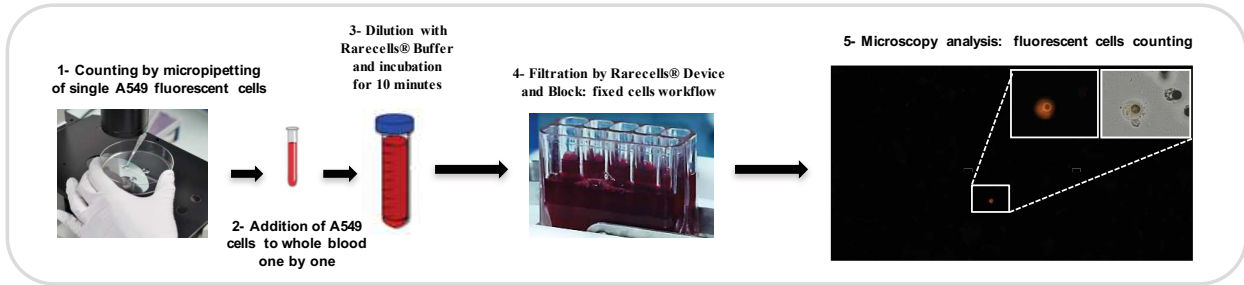 1- Counting by micropipetting
of single A549 fluorescent cells
2- Addition of A549
cells to whole blood
one by one
3- Dilution with
Rarecells® Buffer
and incubation
for 10 minutes
4- Filtration by Rarecells® Device
and Block: fixed cells workflow
5- Microscopy analysis: fluorescent cells counting